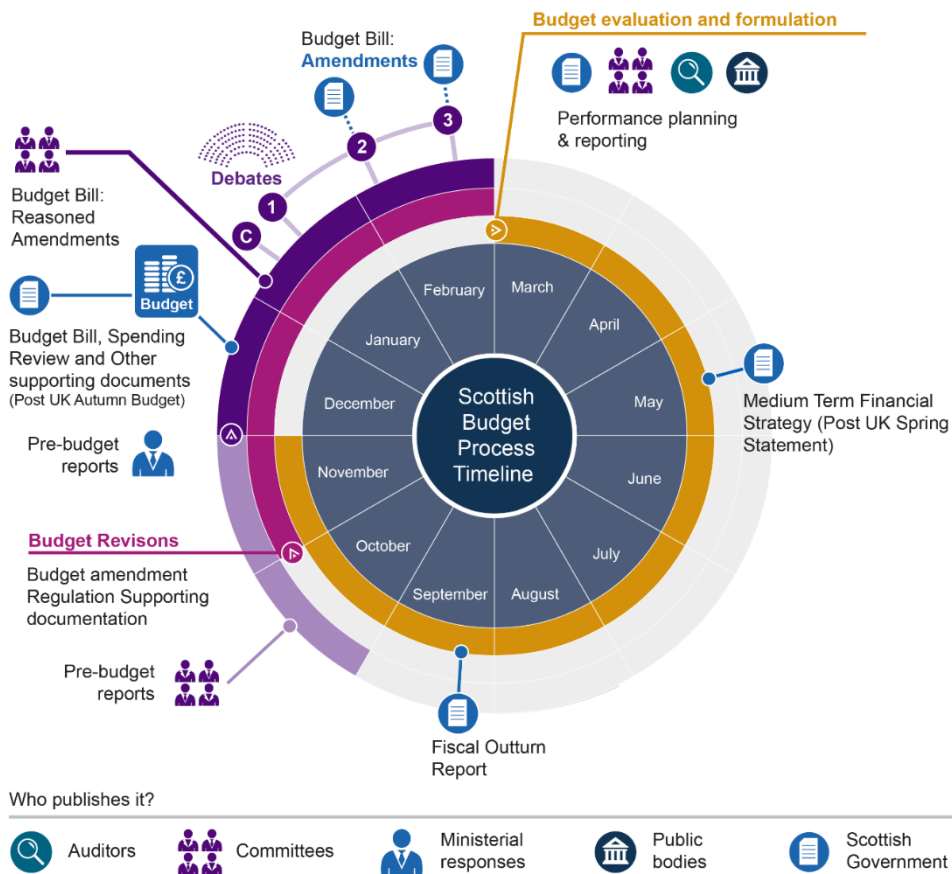 Budget evaluation and formulation
Performance planning
& reporting
Budget Bill:
Amendments
3
2
1
C
Debates
Budget Bill:
Reasoned
Amendments
£
Budget
Budget Bill, Spending
Review and Other
supporting documents
(Post UK Autumn Budget)
Pre-budget
reports
Budget Revisons
Budget amendment
Regulation Supporting
documentation
Pre-budget
reports
February
March
January
April
December
May
November
June
October
July
September
August
Scottish
Budget
Process
Timeline
Medium Term Financial
Strategy (Post UK Spring
Statement)
Fiscal Outturn
Report
Who publishes it?
Auditors
Committees
Ministerial
responses
Public
bodies
Scottish
Government